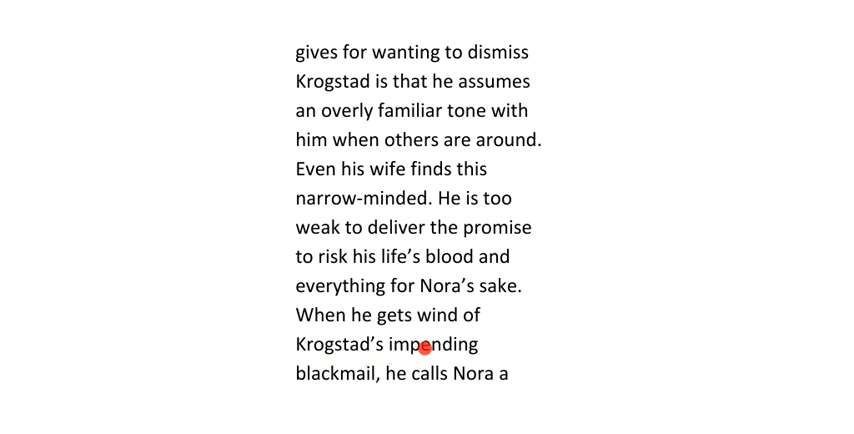 gives for wanting to dismiss
Krogstad is that he assumes
an overly familiar tone with
him when others are around.
Even his wife finds this
narrow-minded. He is too
weak to deliver the promise
to risk his life’s blood and
everything for Nora’s sake.
When he gets wind of
Krogstad’s impending
blackmail, he calls Nora a